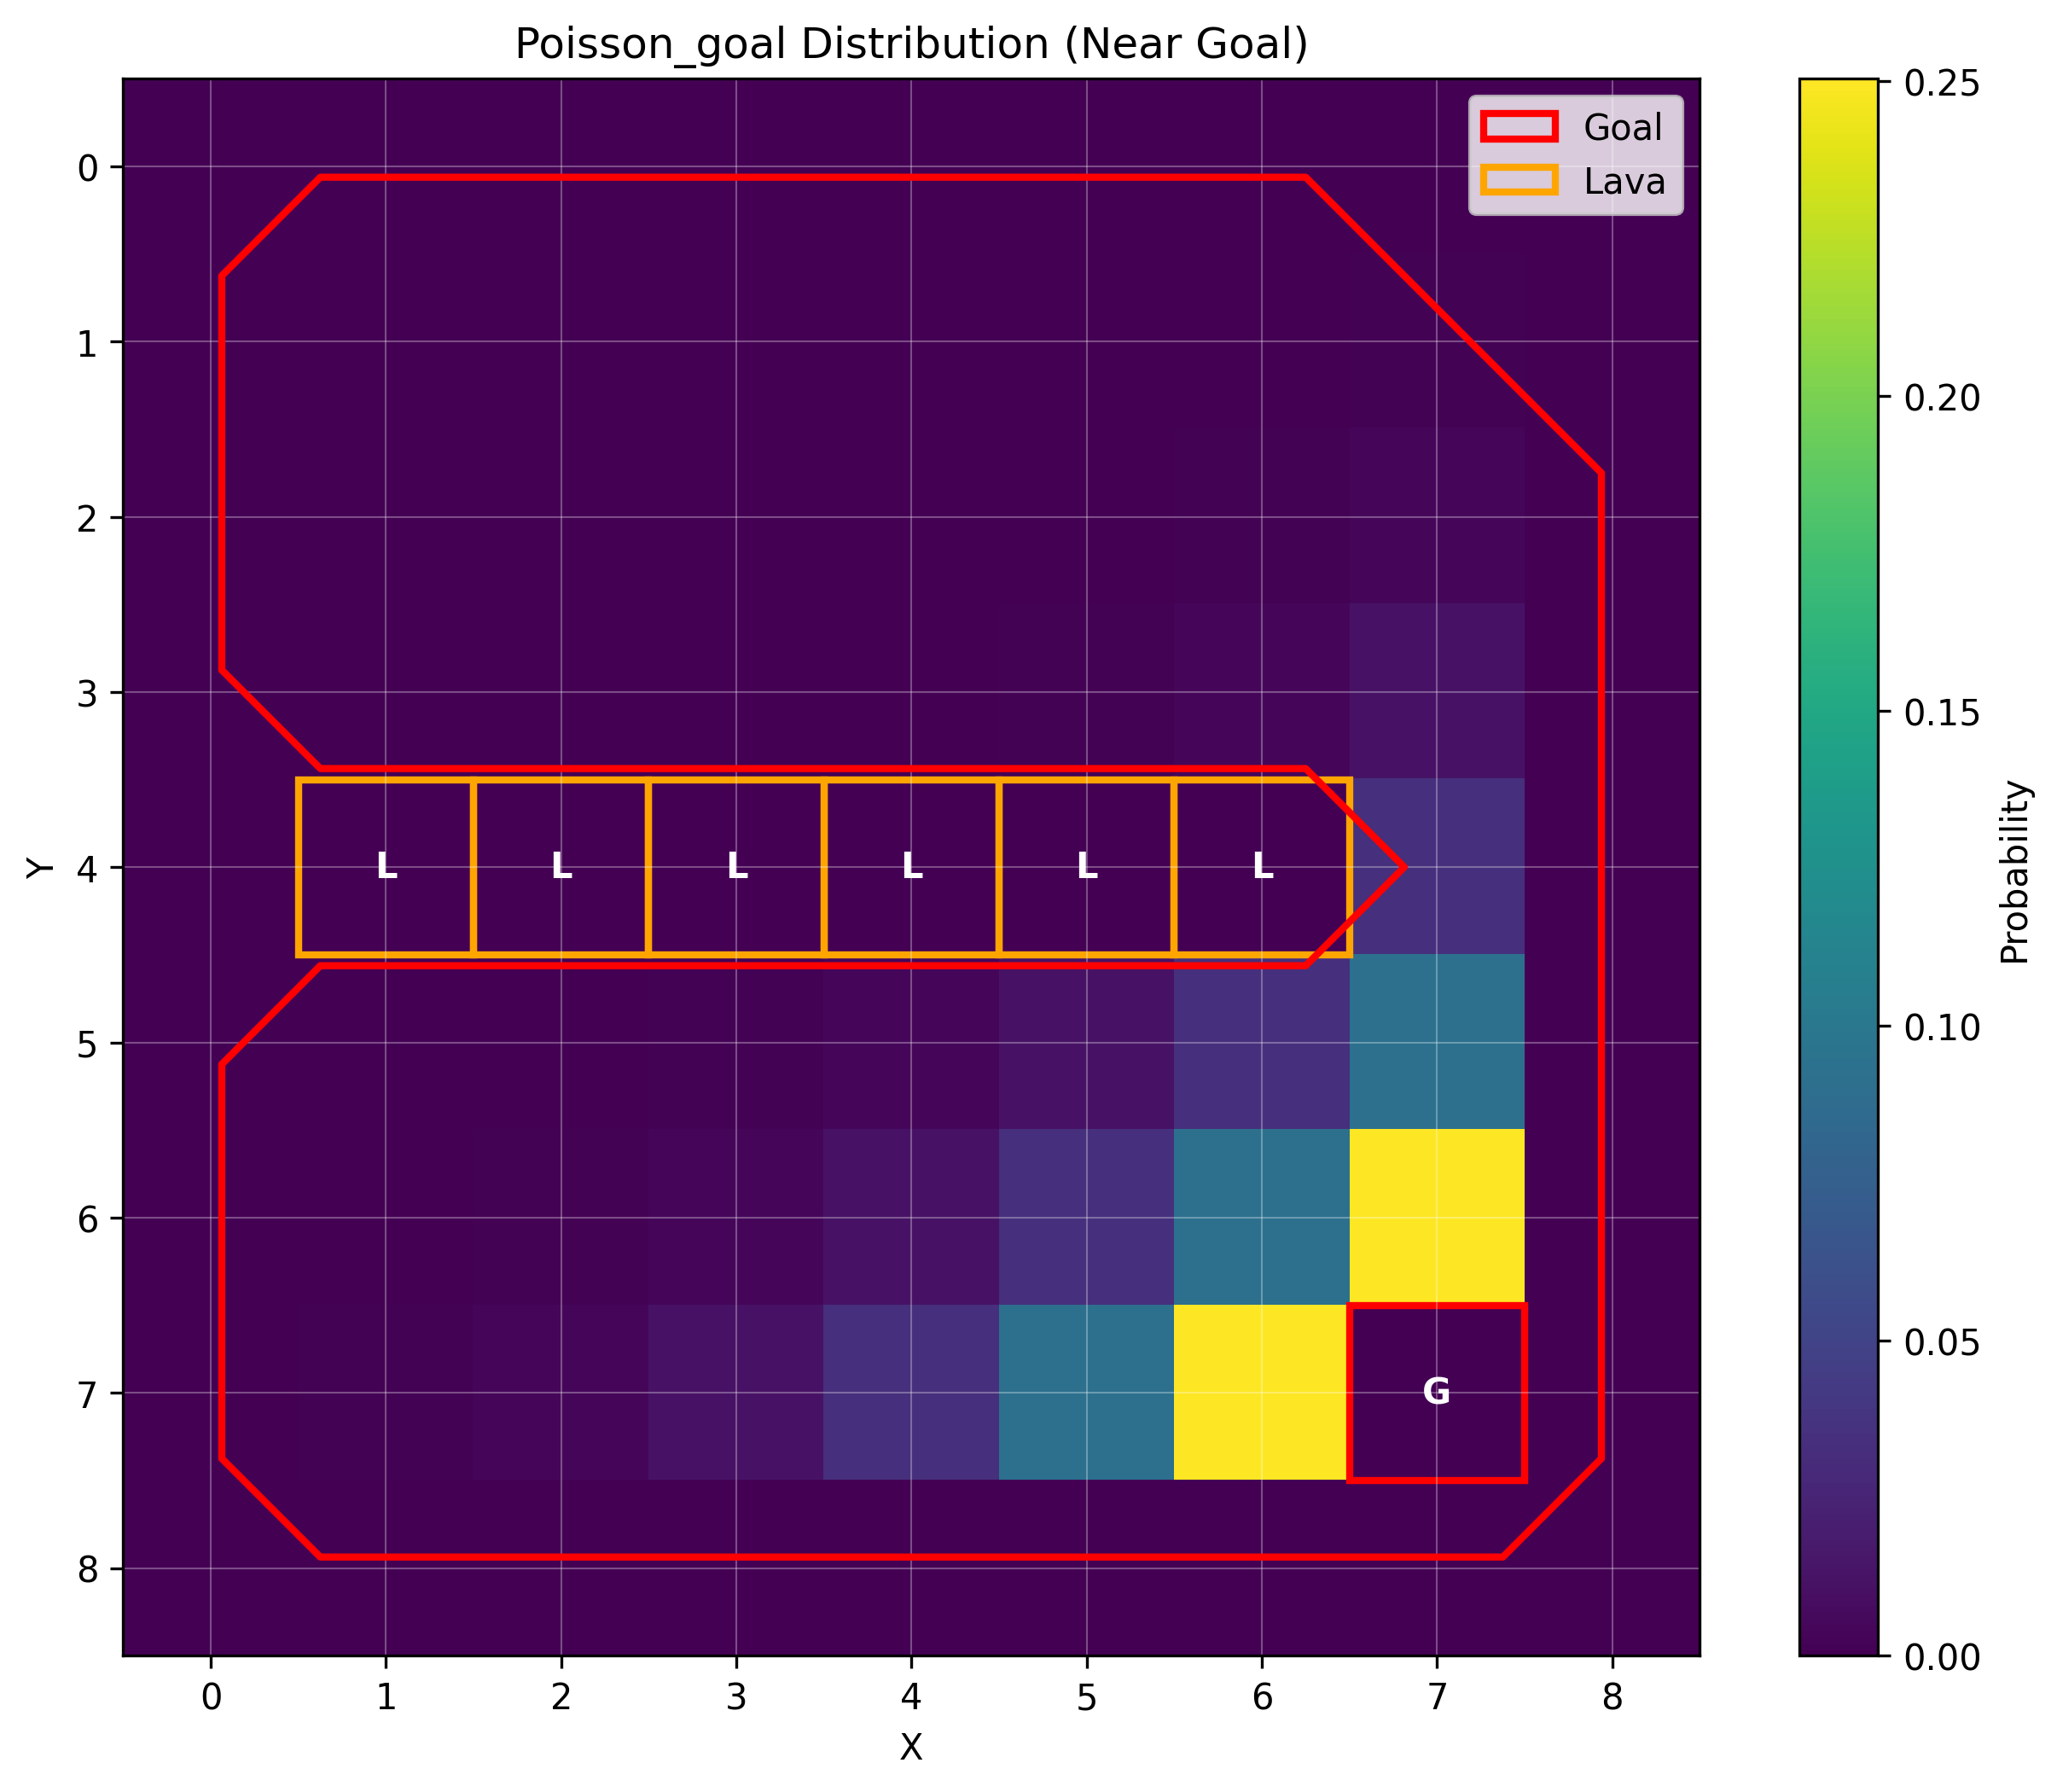 Poisson_goal Distribution (Near Goal)
Goal
Lava
0
1
2
3
4
5
6
7
8
Y
L L L L L L
G
0 1 2 3 4 5 6 7 8
X
0.25
0.20
0.15
0.10
0.05
0.00
Probability